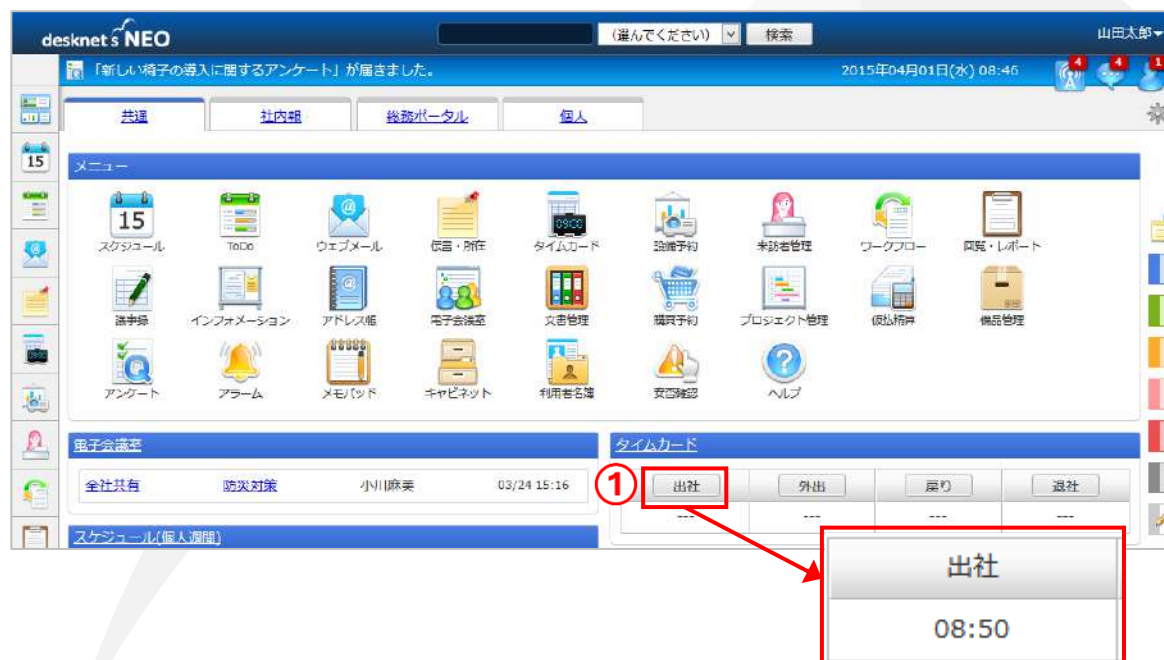 desknet's NEO
(選んでください) 検索 山田太郎
「新しい椅子の導入に関するアンケート」が届きました。 2015年04月01日(水) 08:46 4 4 1
共通 社内報 総務ポータル 個人
15
メニュー
15 0900
スケジュール ToDo ウェブメール 伝言・所在 タイムカード 設備予約 来訪者管理 ワークフロー 回覧・レポート
議事録 インフォメーション アドレス帳 電子会議室 文書管理 購買予約 プロジェクト管理 仮払精算 備品管理
アンケート アラーム メモパッド キャビネット 利用者名簿 安否確認 ヘルプ
電子会議室 タイムカード
全社共有 防災対策 小川麻美 03/24 15:16 ① 出社 外出 戻り 退社
--- --- --- ---
スケジュール(個人週間)
出社
08:50